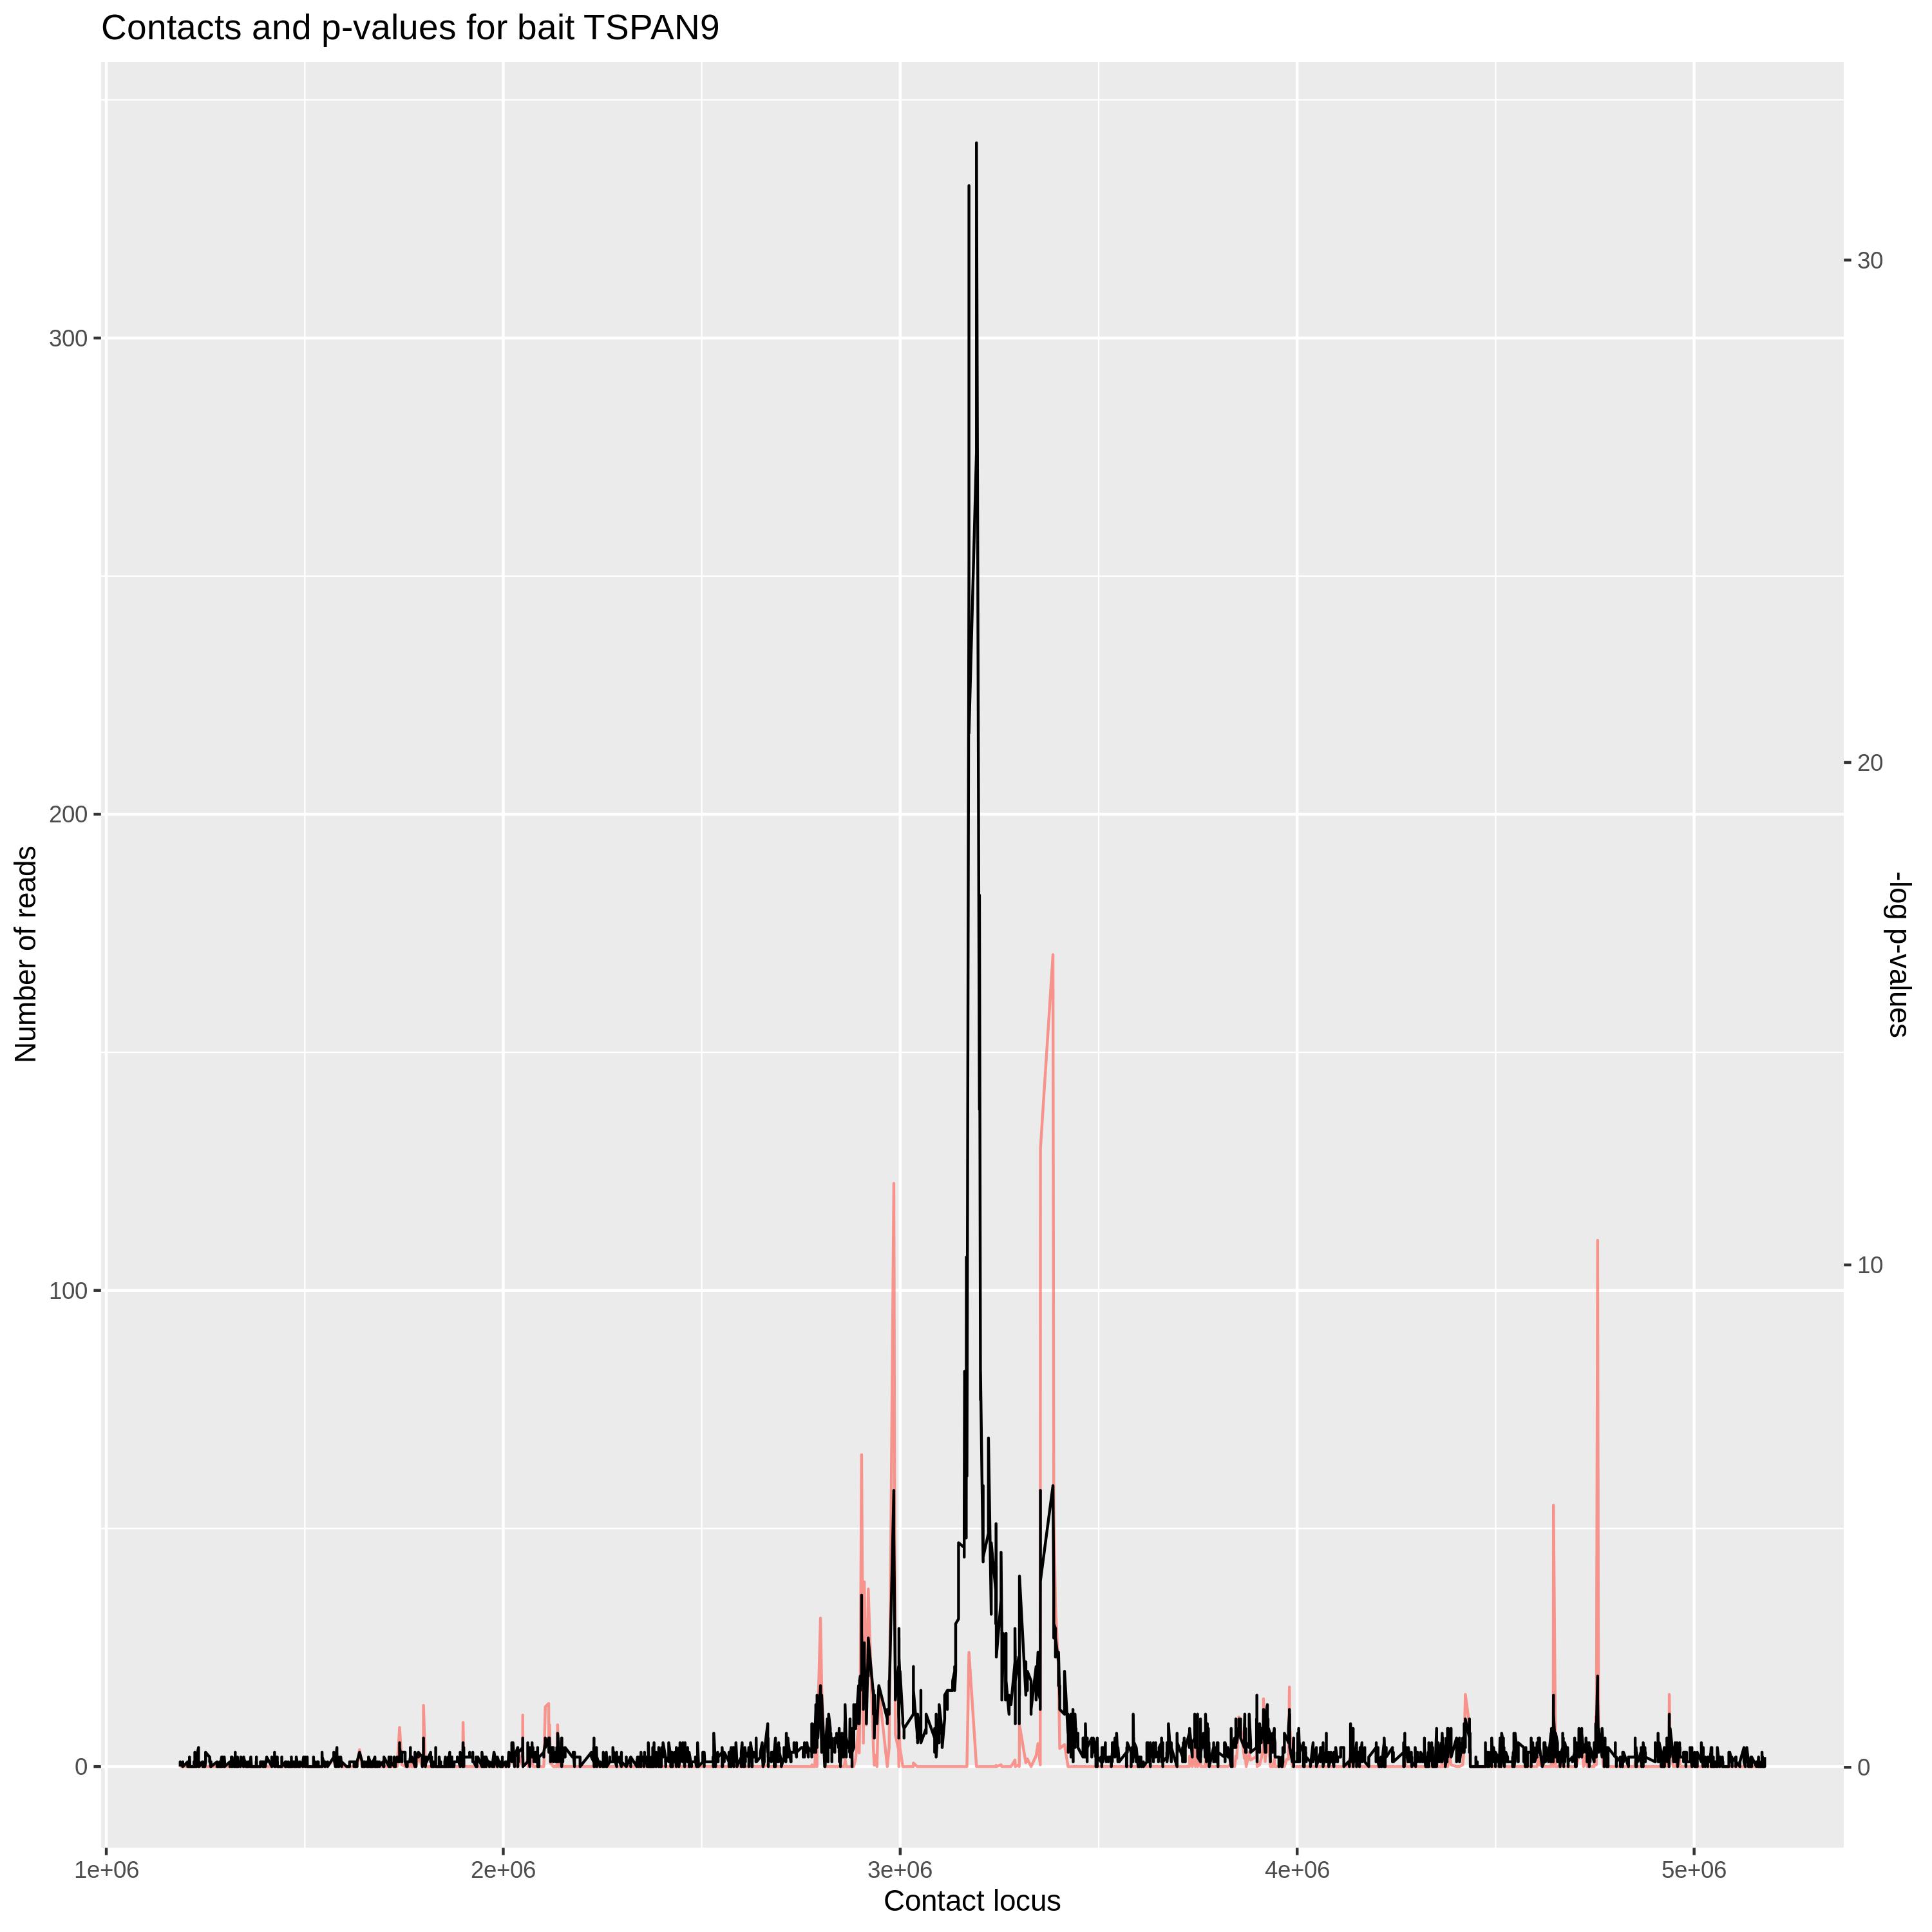 Contacts and p-values for bait TSPAN9
300
200
100
0
Number of reads
30
20
10
0
-log p-values
1e+06
2e+06
3e+06
4e+06
5e+06
Contact locus